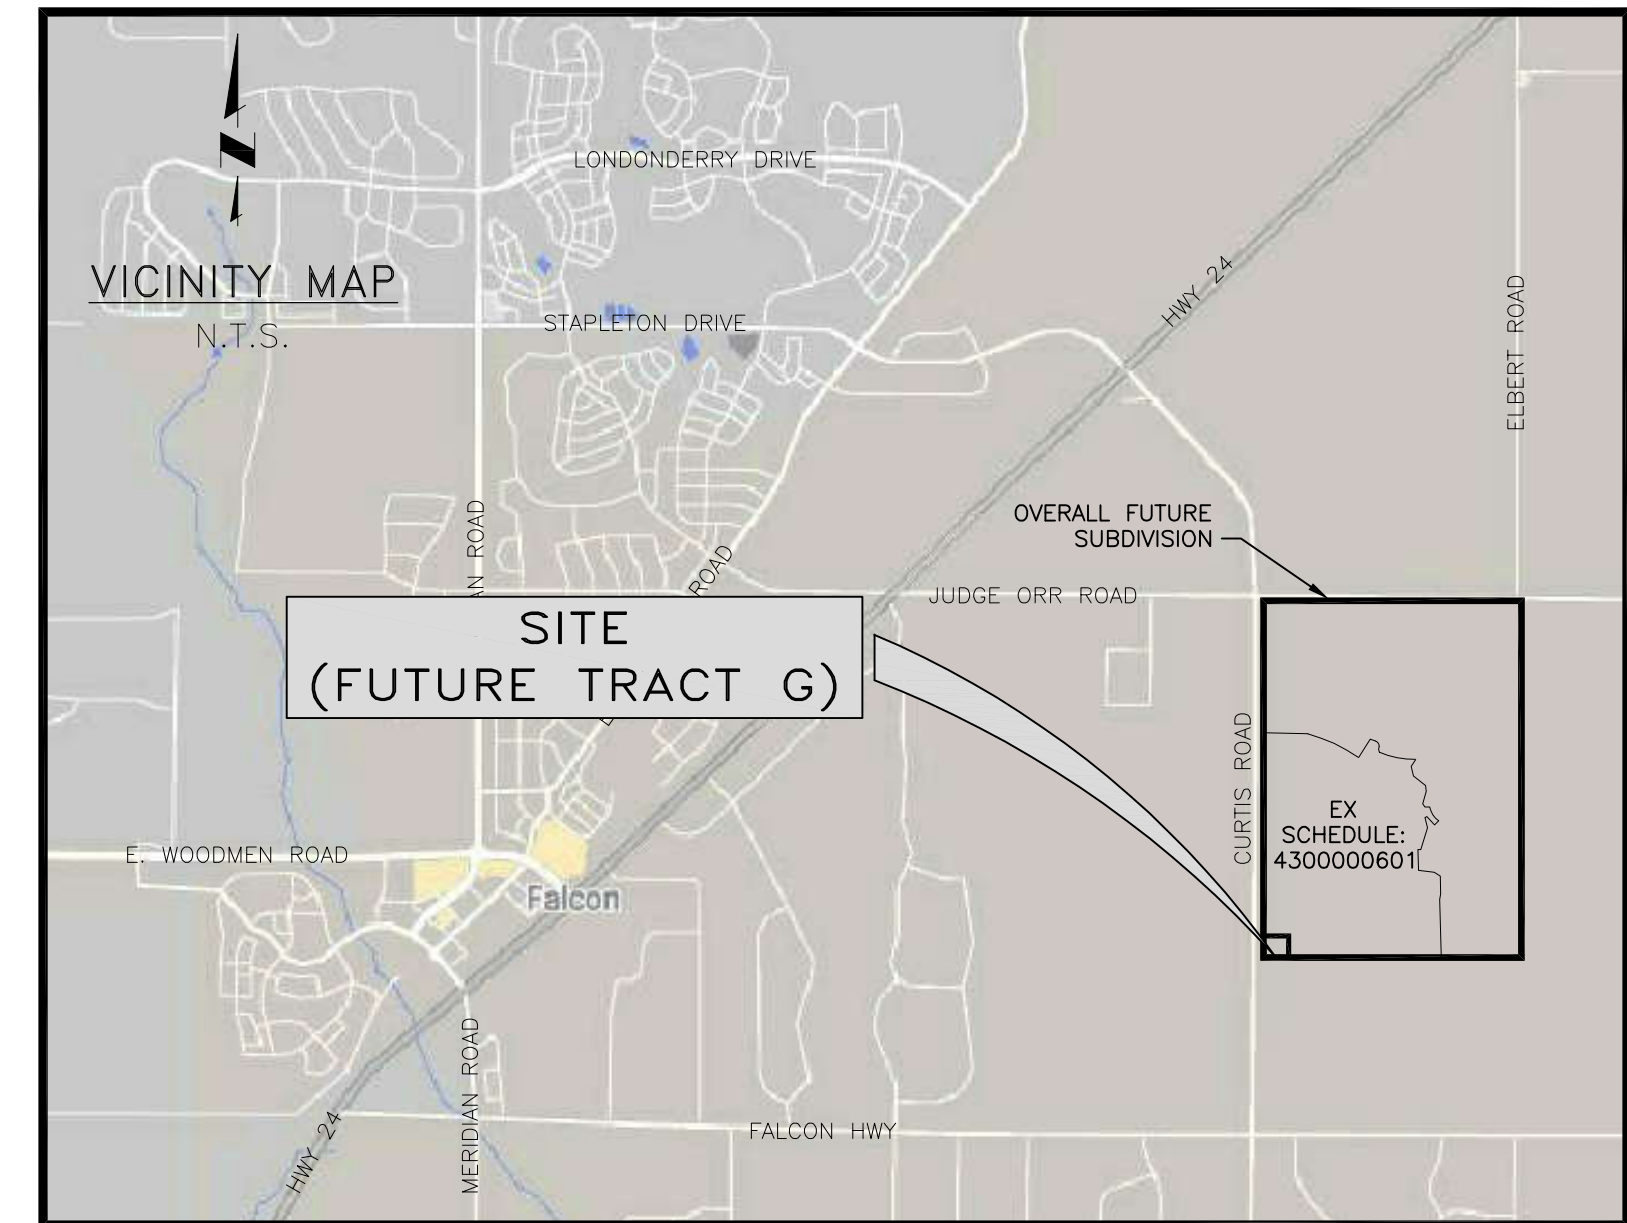 LONDONDERRY DRIVE
VICINITY MAP
N.T.S.
STAPLETON DRIVE
HWY 24
ELBERT ROAD
AN ROAD
ROAD
OVERALL FUTURE
SUBDIVISION
JUDGE ORR ROAD
SITE
(FUTURE TRACT G)
CURTIS ROAD
EX
SCHEDULE:
4300000601
E. WOODMEN ROAD
Falcon
MERIDIAN ROAD
HWY 24
FALCON HWY
N